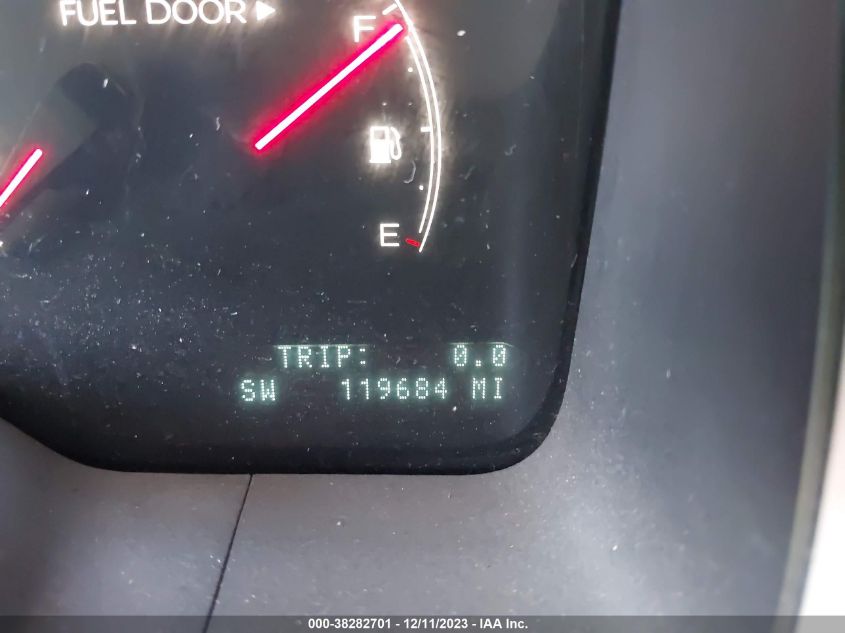 FUEL DOOR ▶
F
E
TRIP: 0.0
SW 119684 MI
000-38282701 - 12/11/2023 - IAA Inc.